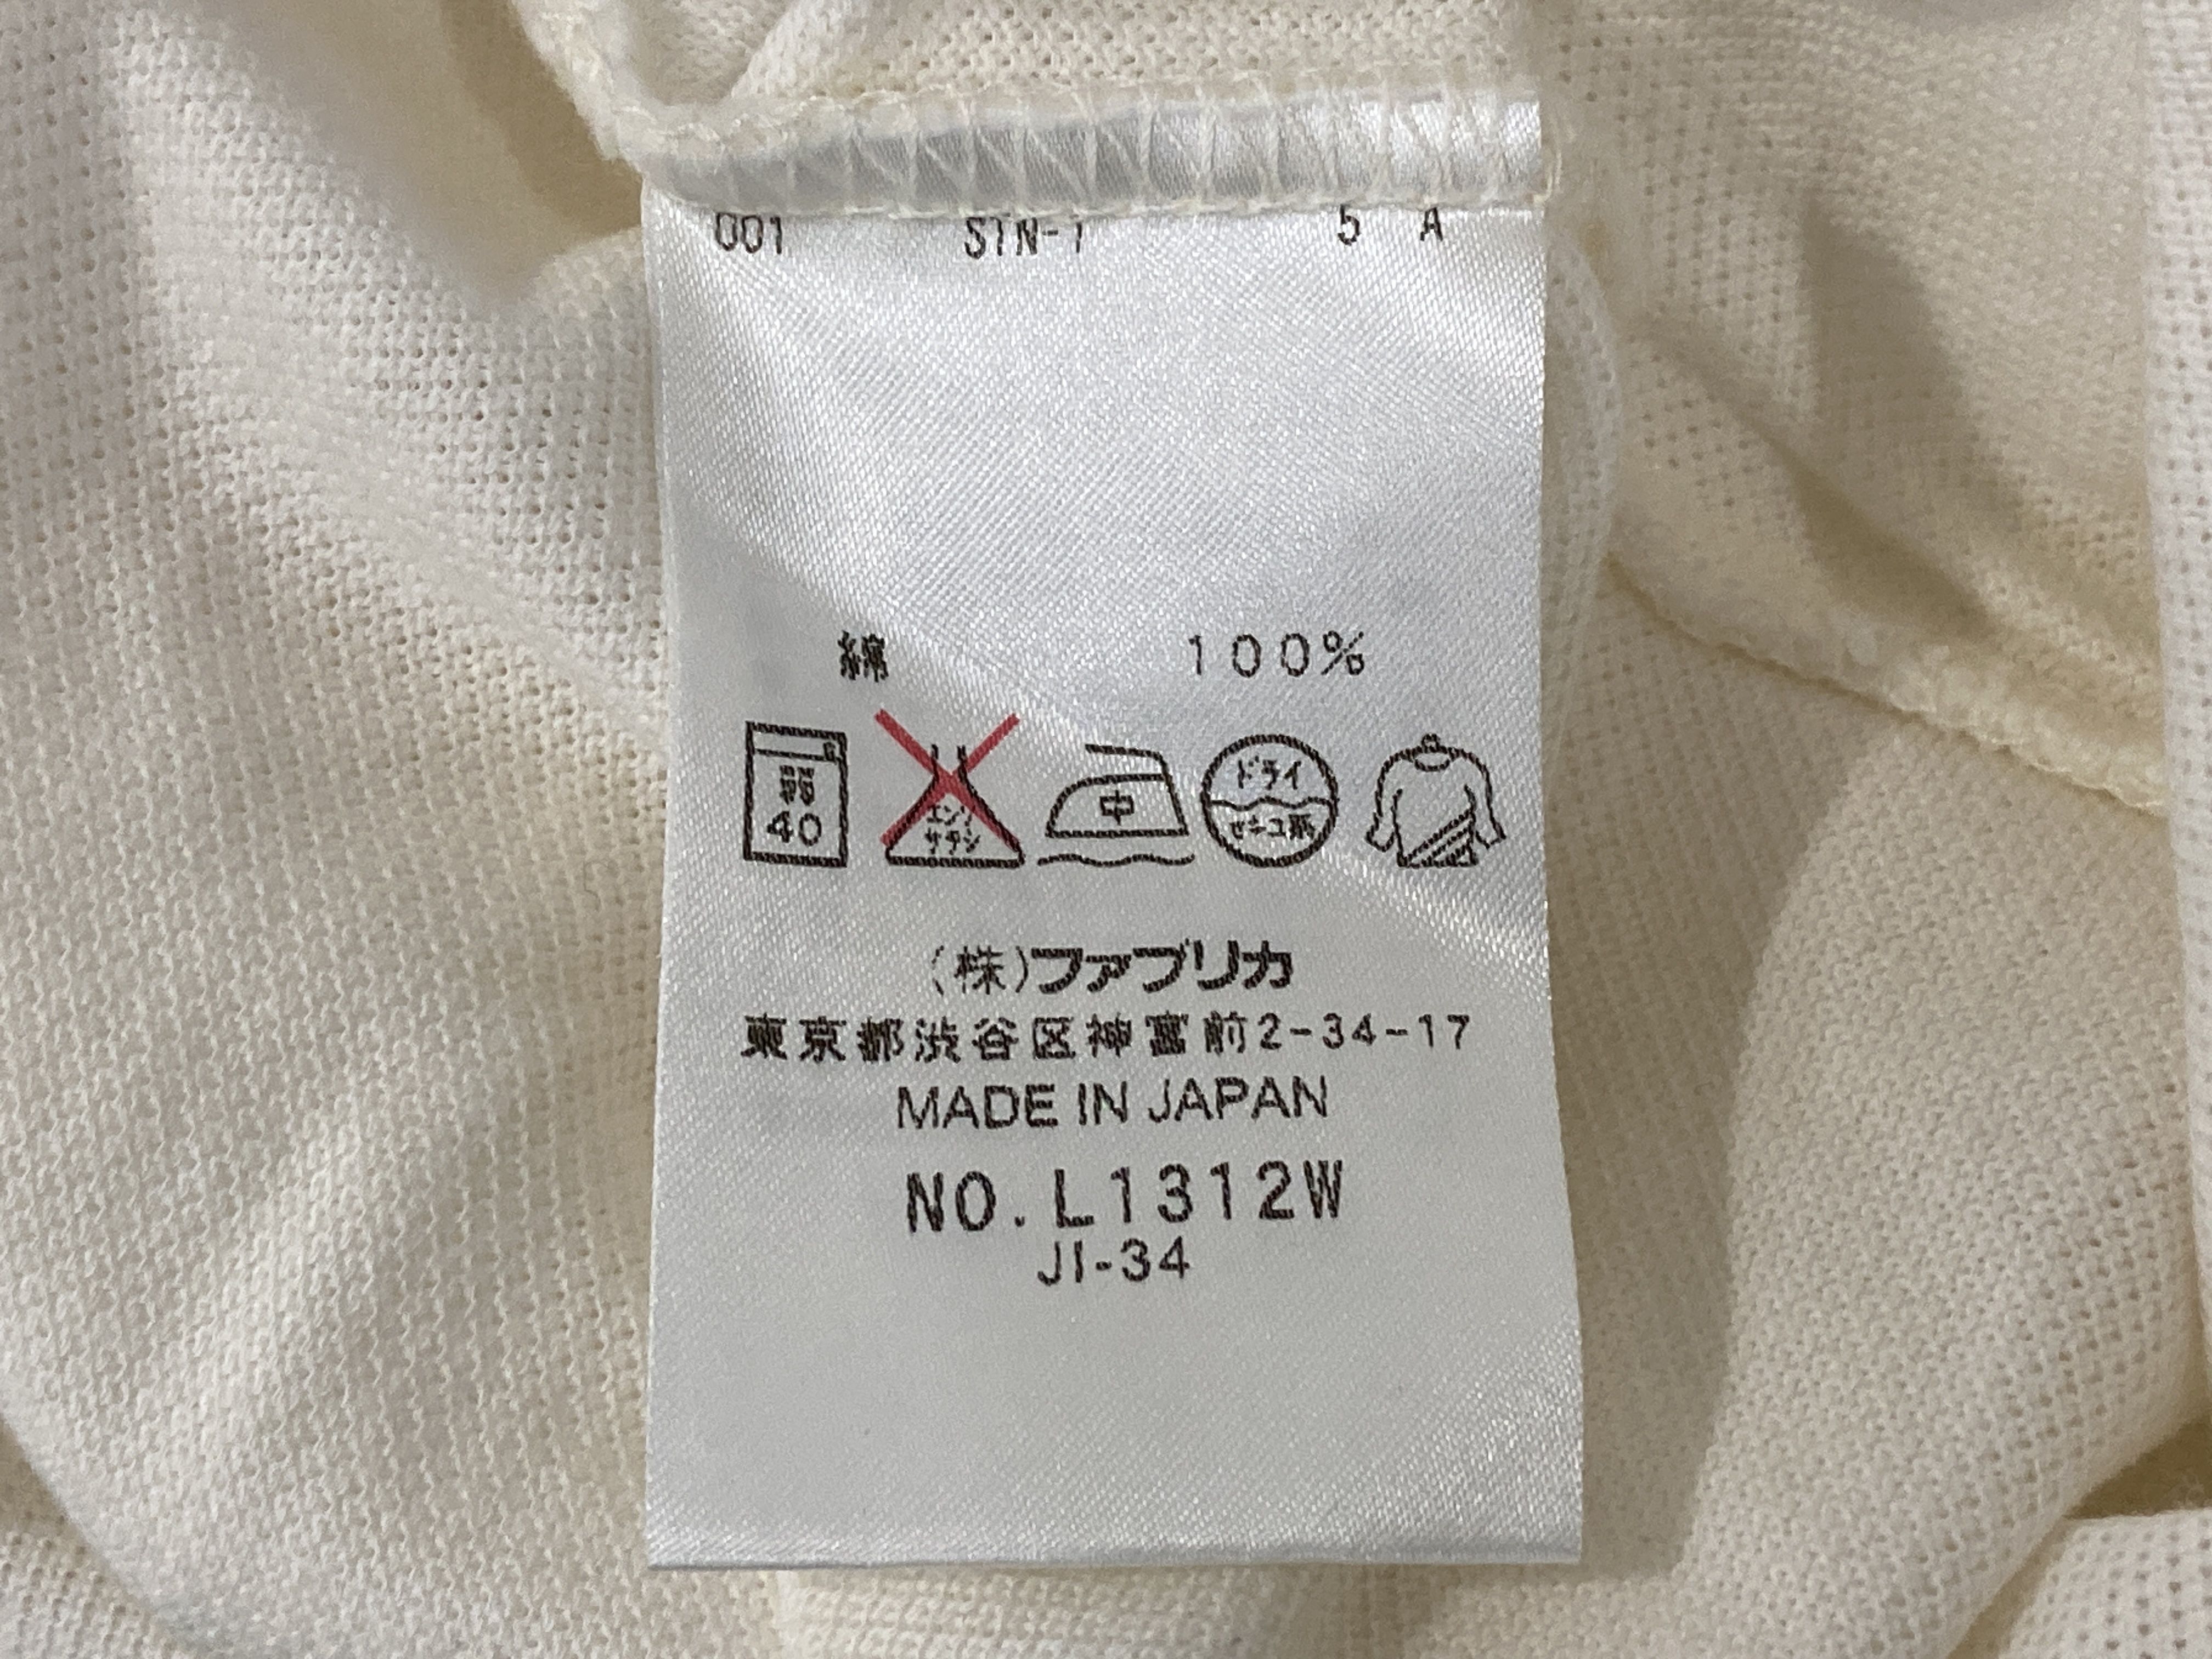 001 STN-1 5 A
綿 100%
弱
40
エンソ
サラシ
中
ドライ
セキユ系
(株)ファブリカ
東京都渋谷区神宮前2-34-17
MADE IN JAPAN
NO.L1312W
JI-34